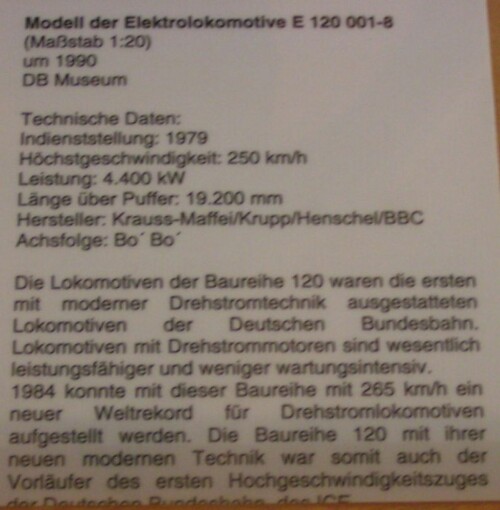 Modell der Elektrolokomotive E 120 001-8
(Maßstab 1:20)
um 1990
DB Museum
Technische Daten:
Indienststellung: 1979
Höchstgeschwindigkeit: 250 km/h
Leistung: 4.400 kW
Länge über Puffer: 19.200 mm
Hersteller: Krauss-Maffei/Krupp/Henschel/BBC
Achsfolge: Bo´ Bo´
Die Lokomotiven der Baureihe 120 waren die ersten
mit moderner Drehstromtechnik ausgestatteten
Lokomotiven der Deutschen Bundesbahn.
Lokomotiven mit Drehstrommotoren sind wesentlich
leistungsfähiger und weniger wartungsintensiv.
1984 konnte mit dieser Baureihe mit 265 km/h ein
neuer Weltrekord für Drehstromlokomotiven
aufgestellt werden. Die Baureihe 120 mit ihrer
neuen modernen Technik war somit auch der
Vorläufer des ersten Hochgeschwindigkeitszuges
der Deutschen Bundesbahn, des ICE.